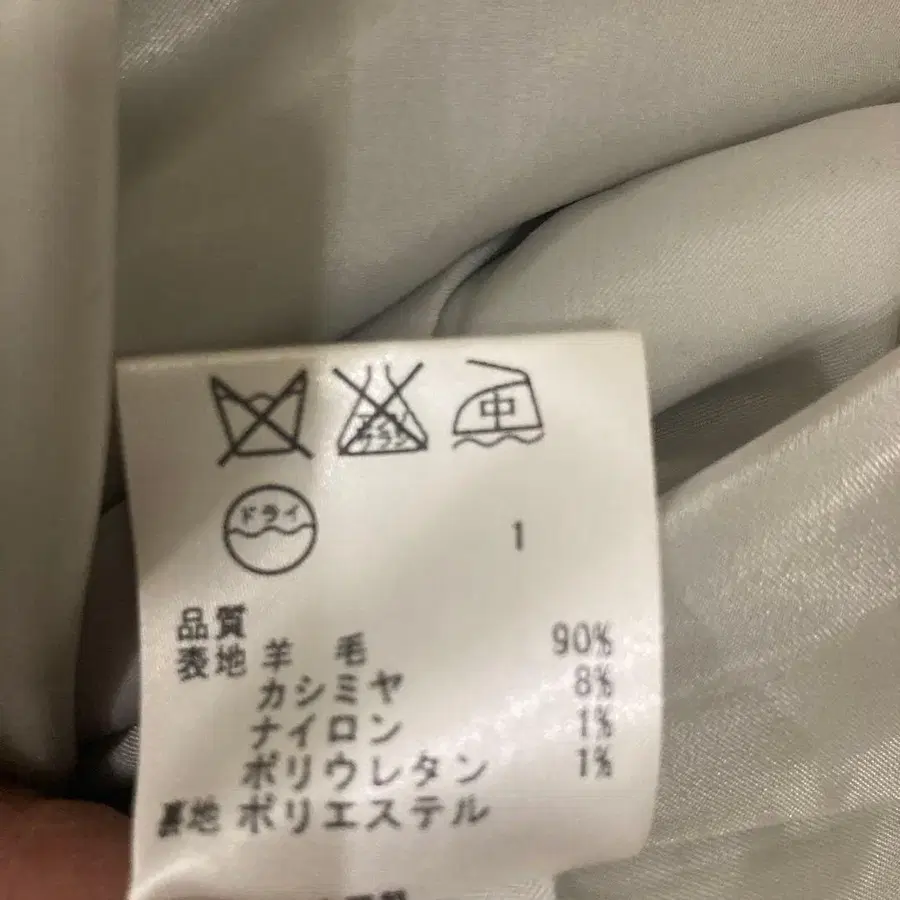 中
ドライ
1
品質
表地 羊 毛 90%
カシミヤ 8%
ナイロン 1%
ポリウレタン 1%
裏地 ポリエステル